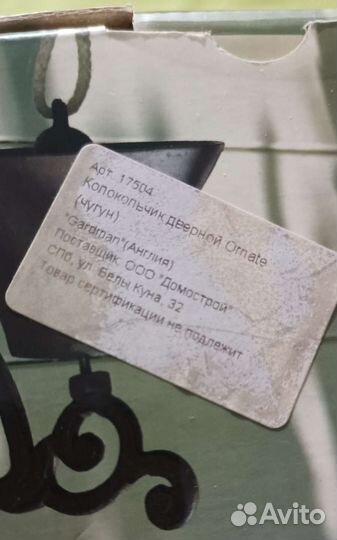 Арт. 17504
Колокольчик дверной Ornate
(чугун)
"Gardman"(Англия)
Поставщик: ООО "Домострой"
СПб, ул. Белы Куна, 32
Товар сертификации не подлежит
Avito